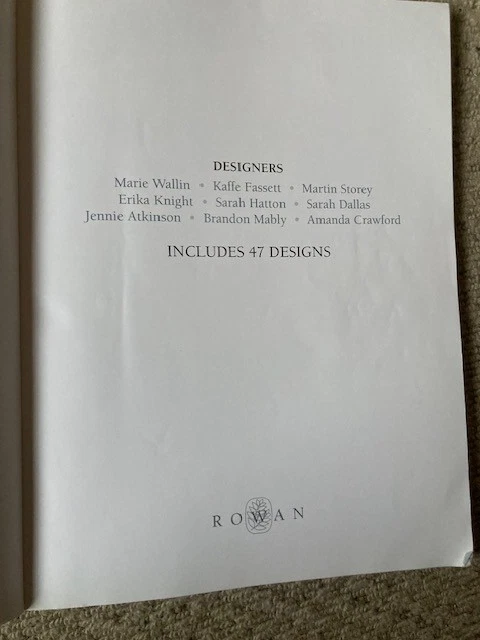 DESIGNERS
Marie Wallin • Kaffe Fassett • Martin Storey
Erika Knight • Sarah Hatton • Sarah Dallas
Jennie Atkinson • Brandon Mably • Amanda Crawford
INCLUDES 47 DESIGNS
ROWAN